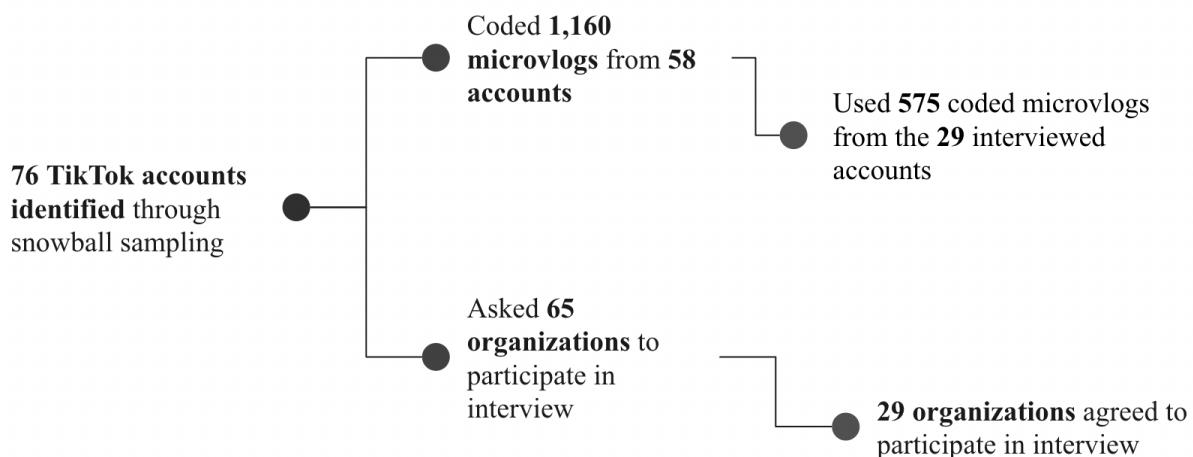 76 TikTok accounts
identified through
snowball sampling
Coded 1,160
microvlogs from 58
accounts
Used 575 coded microvlogs
from the 29 interviewed
accounts
Asked 65
organizations to
participate in
interview
29 organizations agreed to
participate in interview